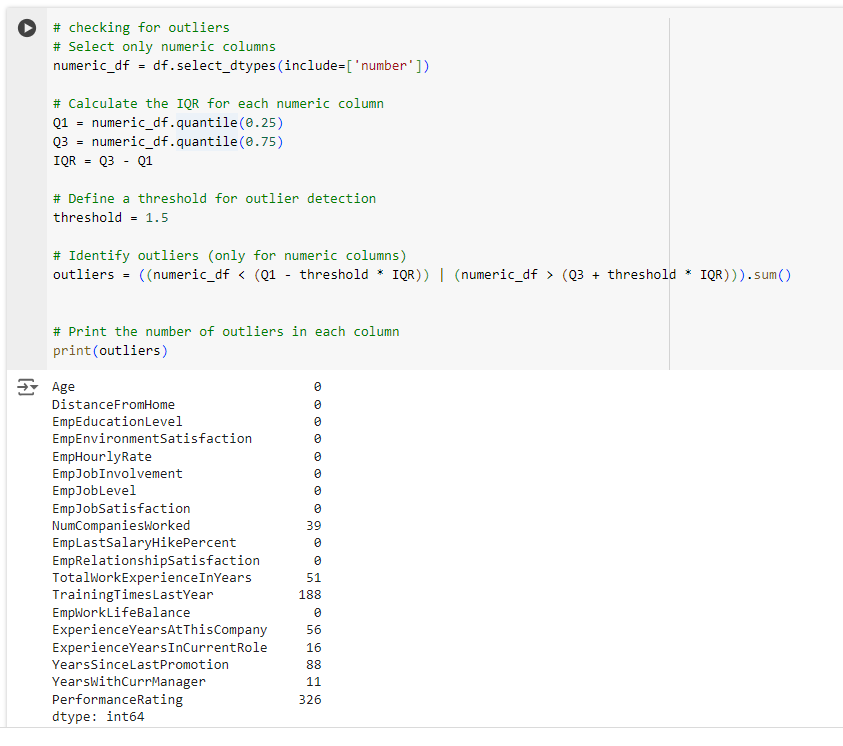 # checking for outliers
# Select only numeric columns
numeric_df = df.select_dtypes(include=['number'])
# Calculate the IQR for each numeric column
Q1 = numeric_df.quantile(0.25)
Q3 = numeric_df.quantile(0.75)
IQR = Q3 - Q1
# Define a threshold for outlier detection
threshold = 1.5
# Identify outliers (only for numeric columns)
outliers = ((numeric_df < (Q1 - threshold * IQR)) | (numeric_df > (Q3 + threshold * IQR))).sum()
# Print the number of outliers in each column
print(outliers)
Age 0
DistanceFromHome 0
EmpEducationLevel 0
EmpEnvironmentSatisfaction 0
EmpHourlyRate 0
EmpJobInvolvement 0
EmpJobLevel 0
EmpJobSatisfaction 0
NumCompaniesWorked 39
EmpLastSalaryHikePercent 0
EmpRelationshipSatisfaction 0
TotalWorkExperienceInYears 51
TrainingTimesLastYear 188
EmpWorkLifeBalance 0
ExperienceYearsAtThisCompany 56
ExperienceYearsInCurrentRole 16
YearsSinceLastPromotion 88
YearsWithCurrManager 11
PerformanceRating 326
dtype: int64